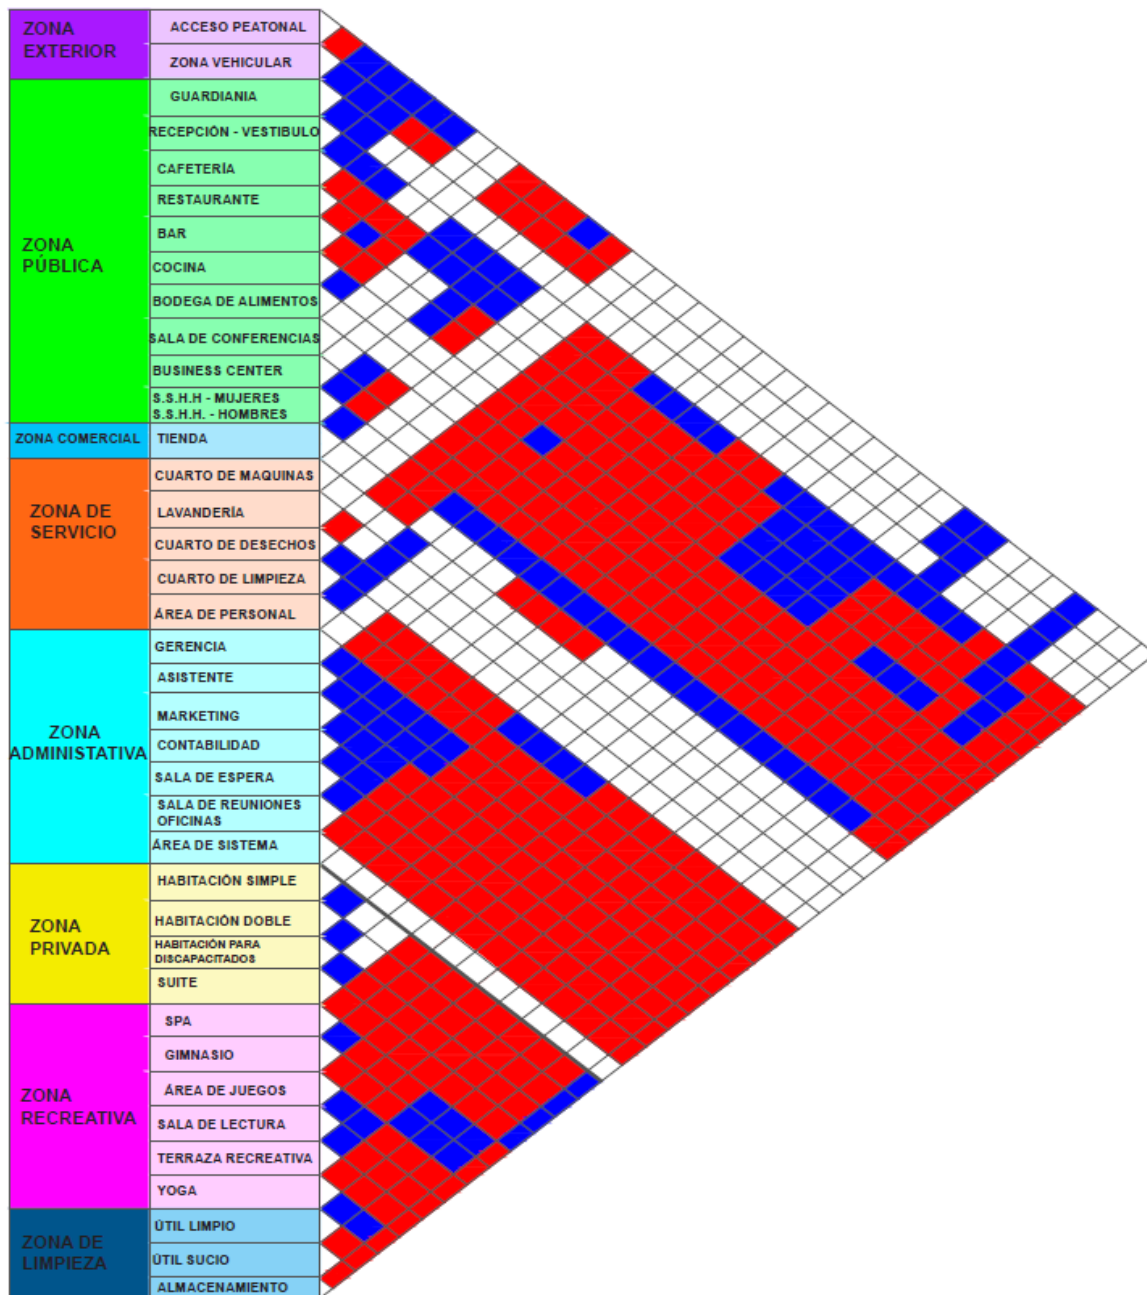 ZONA
EXTERIOR
ACCESO PEATONAL
ZONA VEHICULAR
ZONA
PÚBLICA
GUARDIANIA
RECEPCIÓN - VESTIBULO
CAFETERÍA
RESTAURANTE
BAR
COCINA
BODEGA DE ALIMENTOS
SALA DE CONFERENCIAS
BUSINESS CENTER
S.S.H.H - MUJERES
S.S.H.H. - HOMBRES
ZONA COMERCIAL
TIENDA
ZONA DE
SERVICIO
CUARTO DE MAQUINAS
LAVANDERÍA
CUARTO DE DESECHOS
CUARTO DE LIMPIEZA
ÁREA DE PERSONAL
ZONA
ADMINISTATIVA
GERENCIA
ASISTENTE
MARKETING
CONTABILIDAD
SALA DE ESPERA
SALA DE REUNIONES
OFICINAS
ÁREA DE SISTEMA
ZONA
PRIVADA
HABITACIÓN SIMPLE
HABITACIÓN DOBLE
HABITACIÓN PARA
DISCAPACITADOS
SUITE
ZONA
RECREATIVA
SPA
GIMNASIO
ÁREA DE JUEGOS
SALA DE LECTURA
TERRAZA RECREATIVA
YOGA
ZONA DE
LIMPIEZA
ÚTIL LIMPIO
ÚTIL SUCIO
ALMACENAMIENTO